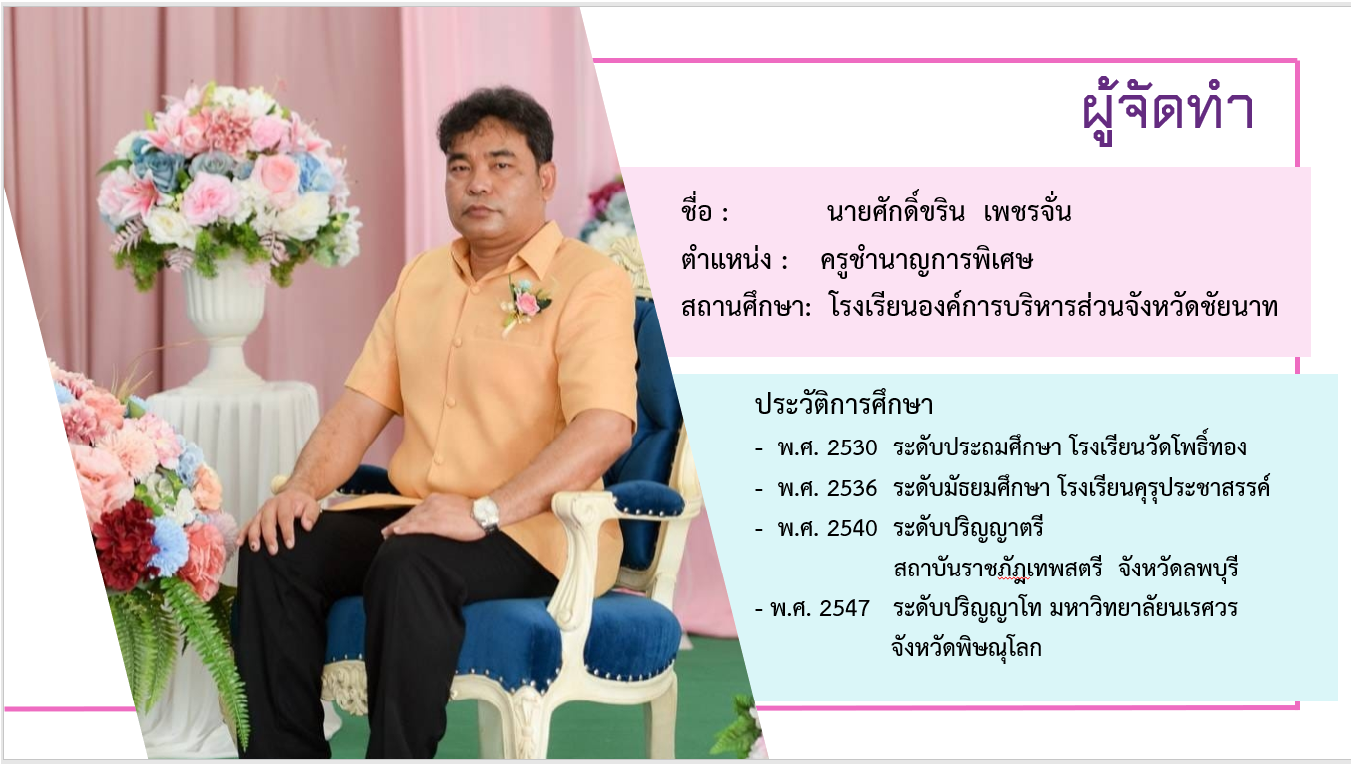 ผู้จัดทำ
ชื่อ : นายศักดิ์ขริน เพชรจั่น
ตำแหน่ง : ครูชำนาญการพิเศษ
สถานศึกษา: โรงเรียนองค์การบริหารส่วนจังหวัดชัยนาท
ประวัติการศึกษา
- พ.ศ. 2530 ระดับประถมศึกษา โรงเรียนวัดโพธิ์ทอง
- พ.ศ. 2536 ระดับมัธยมศึกษา โรงเรียนคุรุประชาสรรค์
- พ.ศ. 2540 ระดับปริญญาตรี
สถาบันราชภัฎเทพสตรี จังหวัดลพบุรี
- พ.ศ. 2547 ระดับปริญญาโท มหาวิทยาลัยนเรศวร
จังหวัดพิษณุโลก